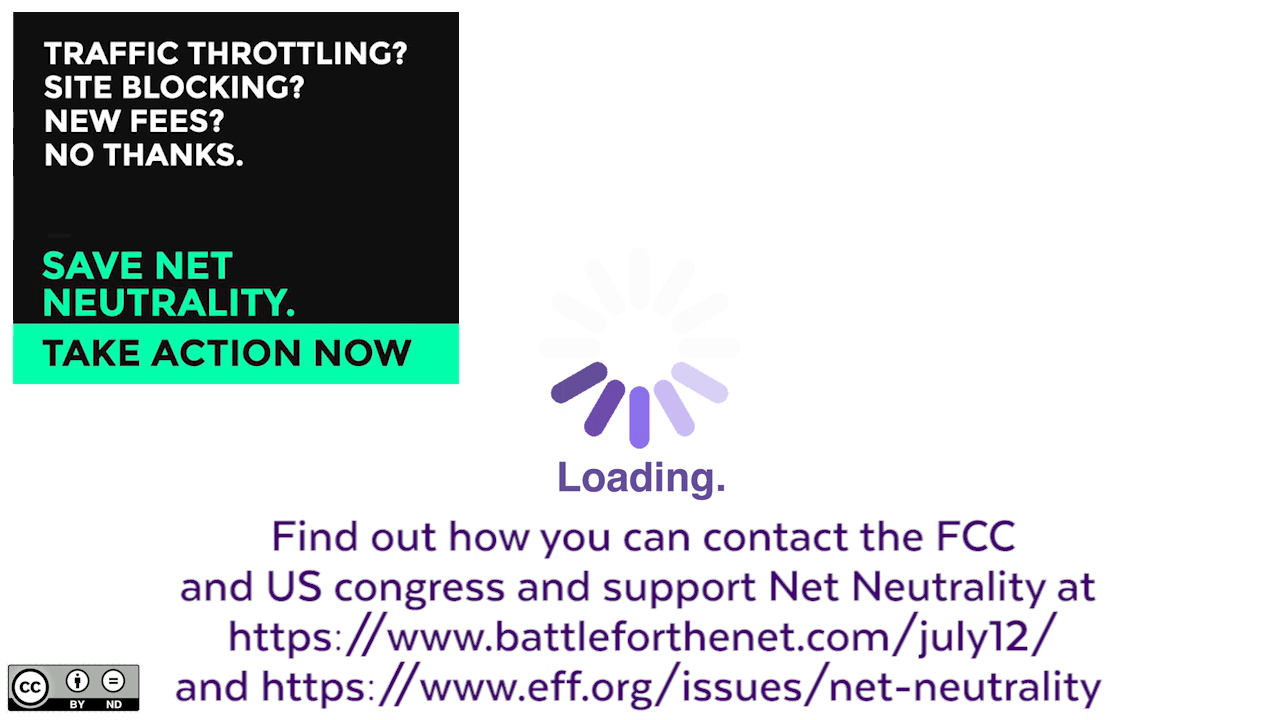 TRAFFIC THROTTLING?
SITE BLOCKING?
NEW FEES?
NO THANKS.
SAVE NET
NEUTRALITY.
TAKE ACTION NOW
Loading.
Find out how you can contact the FCC
and US congress and support Net Neutrality at
https://www.battleforthenet.com/july12/
and https://www.eff.org/issues/net-neutrality
cc
BY ND